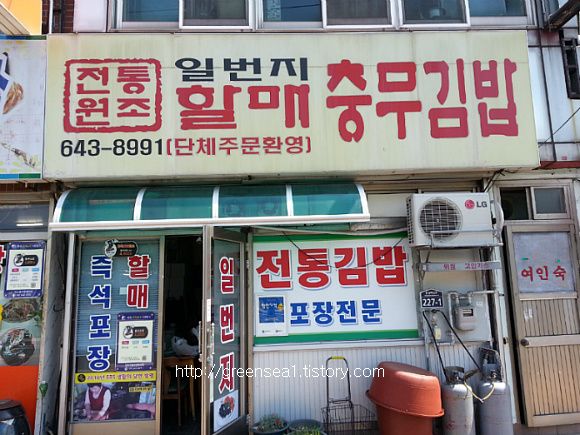 전통
원조
일번지
할매 충무김밥
643-8991(단체주문환영)
LG
할매
즉석포장
일번지
전통김밥
포장전문
227-1
여인숙
http://greensea1.tistory.com